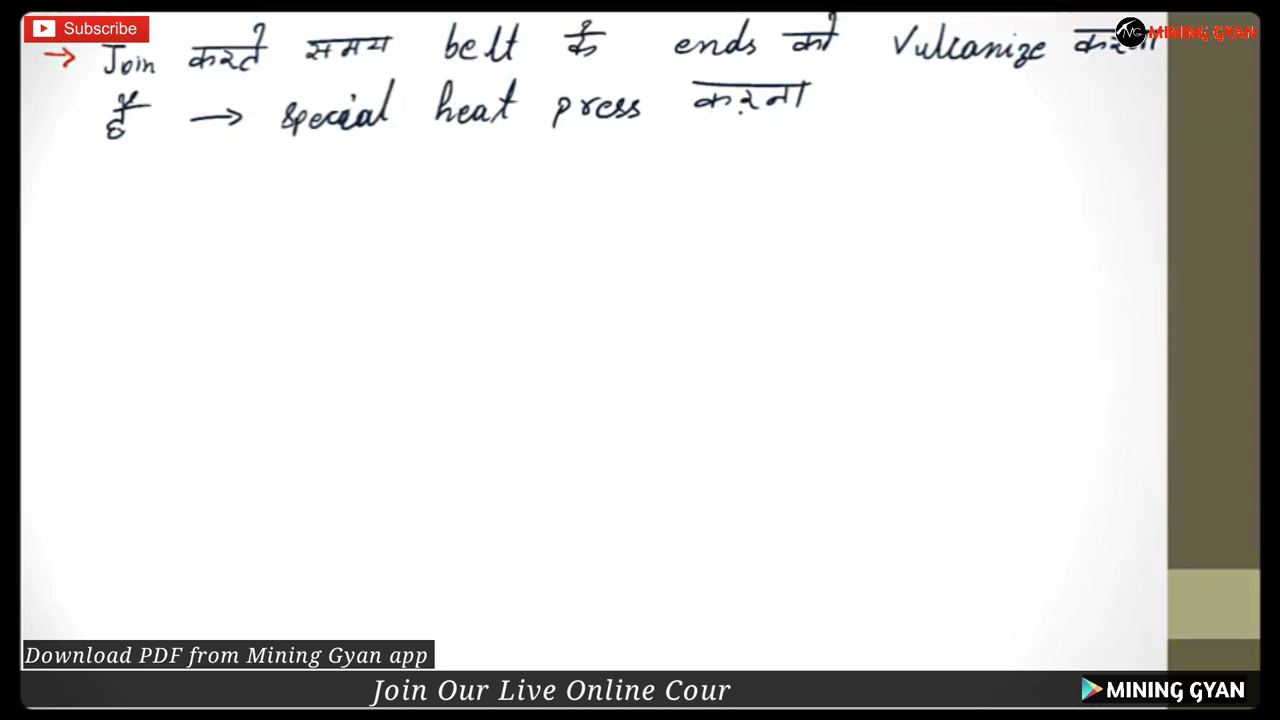 Subscribe
MINING GYAN
→ Join करते समय belt के ends को Vulcanize करना
है → special heat press करना
Download PDF from Mining Gyan app
Join Our Live Online Cour
MINING GYAN